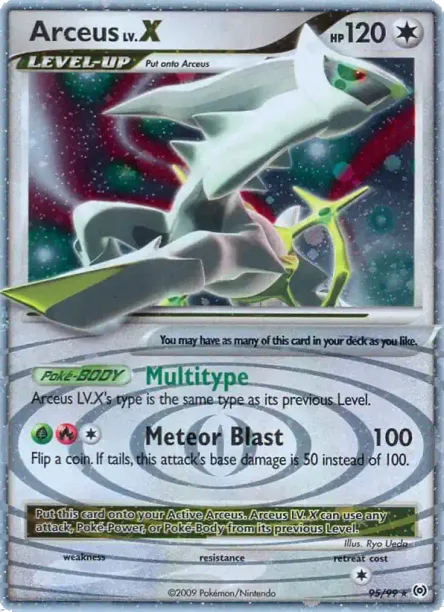 Arceus LV. X HP 120
LEVEL-UP Put onto Arceus
You may have as many of this card in your deck as you like.
Poké-BODY Multitype
Arceus LV.X's type is the same as its previous Level.
Meteor Blast 100
Flip a coin. If tails, this attack's base damage is 50 instead of 100.
Put this card onto your Active Arceus. Arceus LV. X can use any
attack, Poké-Power, or Poké-Body from its previous Level.
Illus. Ryo Ueda
weakness resistance retreat cost
©2009 Pokémon/Nintendo 95/99